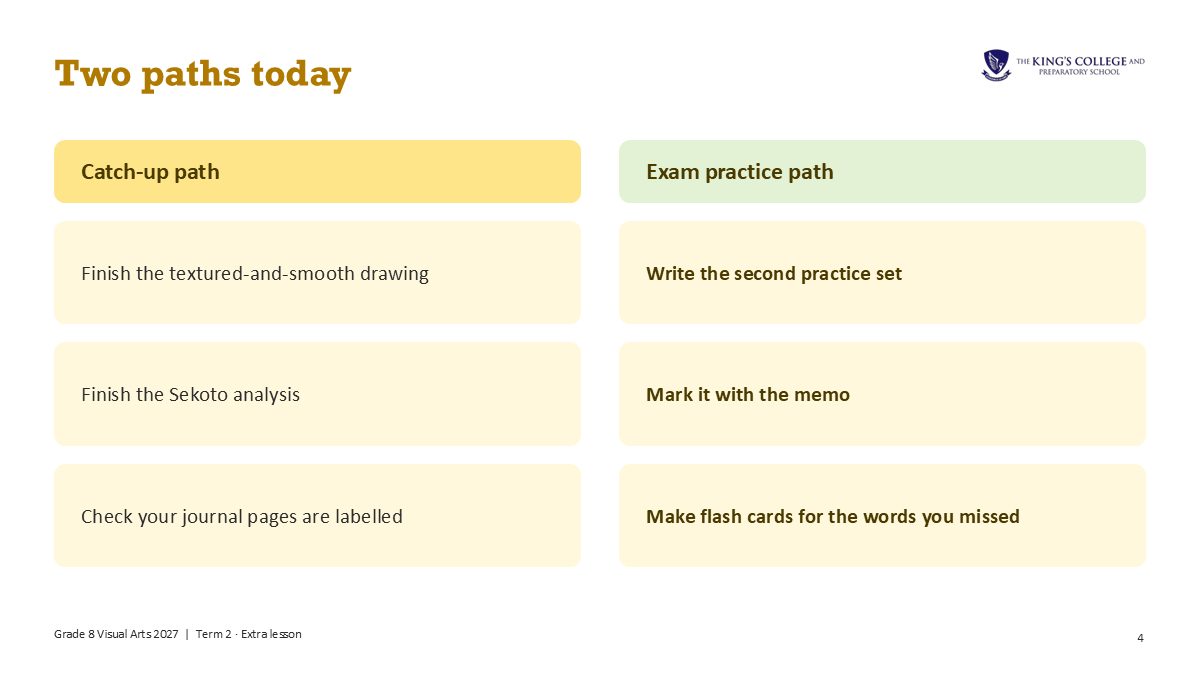 Two paths today
THE KING'S COLLEGE AND
PREPARATORY SCHOOL
Catch-up path
Finish the textured-and-smooth drawing
Finish the Sekoto analysis
Check your journal pages are labelled
Exam practice path
Write the second practice set
Mark it with the memo
Make flash cards for the words you missed
Grade 8 Visual Arts 2027 | Term 2 · Extra lesson
4